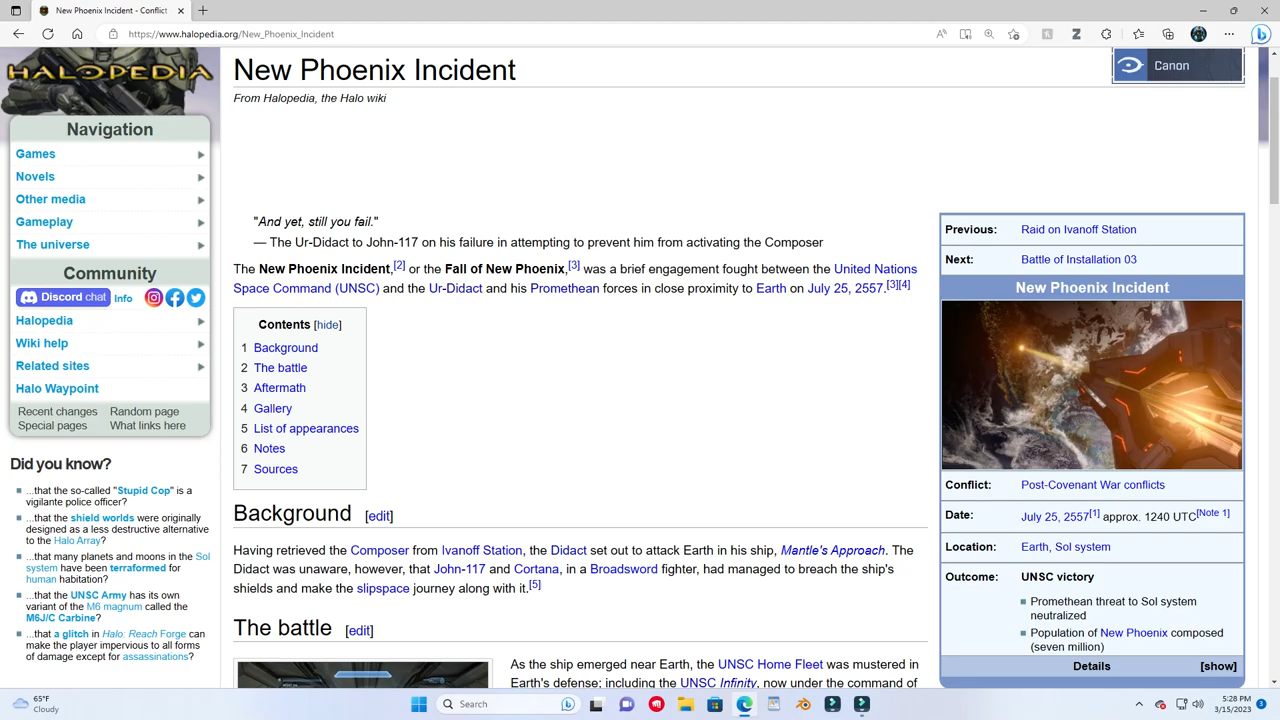 New Phoenix Incident - Conflict
https://www.halopedia.org/New_Phoenix_Incident
HALOPEDIA
Navigation
Games
Novels
Other media
Gameplay
The universe
Community
Discord chat Info
Halopedia
Wiki help
Related sites
Halo Waypoint
Recent changes Random page
Special pages What links here
Did you know?
...that the so-called "Stupid Cop" is a
vigilante police officer?
...that the shield worlds were originally
designed as a less destructive alternative
to the Halo Array?
...that many planets and moons in the Sol
system have been terraformed for
human habitation?
...that the UNSC Army has its own
variant of the M6 magnum called the
M6J/C Carbine?
...that a glitch in Halo: Reach Forge can
make the player impervious to all forms
of damage except for assassinations?
New Phoenix Incident
Canon
From Halopedia, the Halo wiki
"And yet, still you fail."
— The Ur-Didact to John-117 on his failure in attempting to prevent him from activating the Composer
The New Phoenix Incident,[2] or the Fall of New Phoenix,[3] was a brief engagement fought between the United Nations
Space Command (UNSC) and the Ur-Didact and his Promethean forces in close proximity to Earth on July 25, 2557.[3][4]
Contents [hide]
1 Background
2 The battle
3 Aftermath
4 Gallery
5 List of appearances
6 Notes
7 Sources
Background [edit]
Having retrieved the Composer from Ivanoff Station, the Didact set out to attack Earth in his ship, Mantle's Approach. The
Didact was unaware, however, that John-117 and Cortana, in a Broadsword fighter, had managed to breach the ship's
shields and make the slipspace journey along with it.[5]
The battle [edit]
As the ship emerged near Earth, the UNSC Home Fleet was mustered in
Earth's defense; including the UNSC Infinity, now under the command of
Previous: Raid on Ivanoff Station
Next: Battle of Installation 03
New Phoenix Incident
Conflict: Post-Covenant War conflicts
Date: July 25, 2557[1] approx. 1240 UTC[Note 1]
Location: Earth, Sol system
Outcome: UNSC victory
Promethean threat to Sol system
neutralized
Population of New Phoenix composed
(seven million)
Details [show]
65°F
Cloudy
Search
5:28 PM
3/15/2023
3